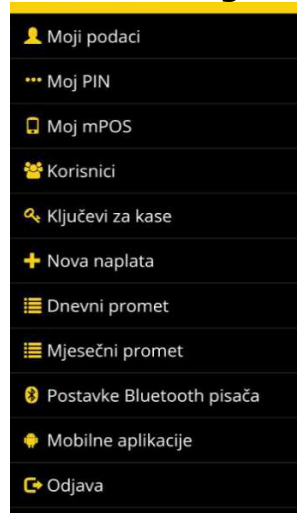 Moji podaci
Moj PIN
Moj mPOS
Korisnici
Ključevi za kase
Nova naplata
Dnevni promet
Mjesečni promet
Postavke Bluetooth pisača
Mobilne aplikacije
Odjava